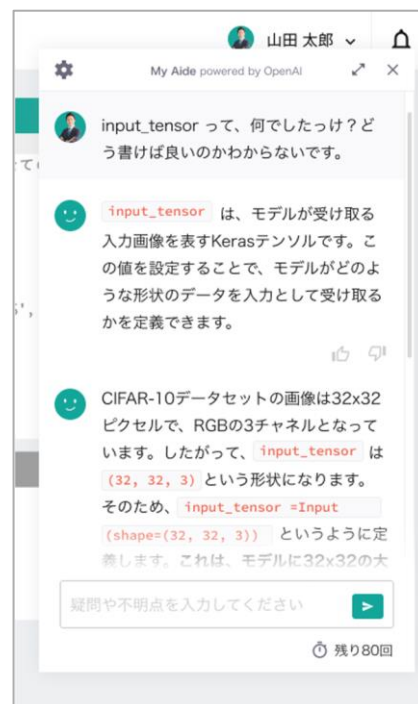 山田 太郎
My Aide powered by OpenAI
input_tensor って、何でしたっけ？ど
う書けば良いのかわからないです。
input_tensor は、モデルが受け取る
入力画像を表すKerasテンソルです。こ
の値を設定することで、モデルがどのよ
うな形状のデータを入力として受け取る
かを定義できます。
CIFAR-10データセットの画像は32x32
ピクセルで、RGBの3チャネルとなって
います。したがって、 input_tensor は
(32, 32, 3) という形状になります。
そのため、 input_tensor =Input
(shape=(32, 32, 3)) というように定
義します。これは、モデルに32x32の大
疑問や不明点を入力してください
残り80回